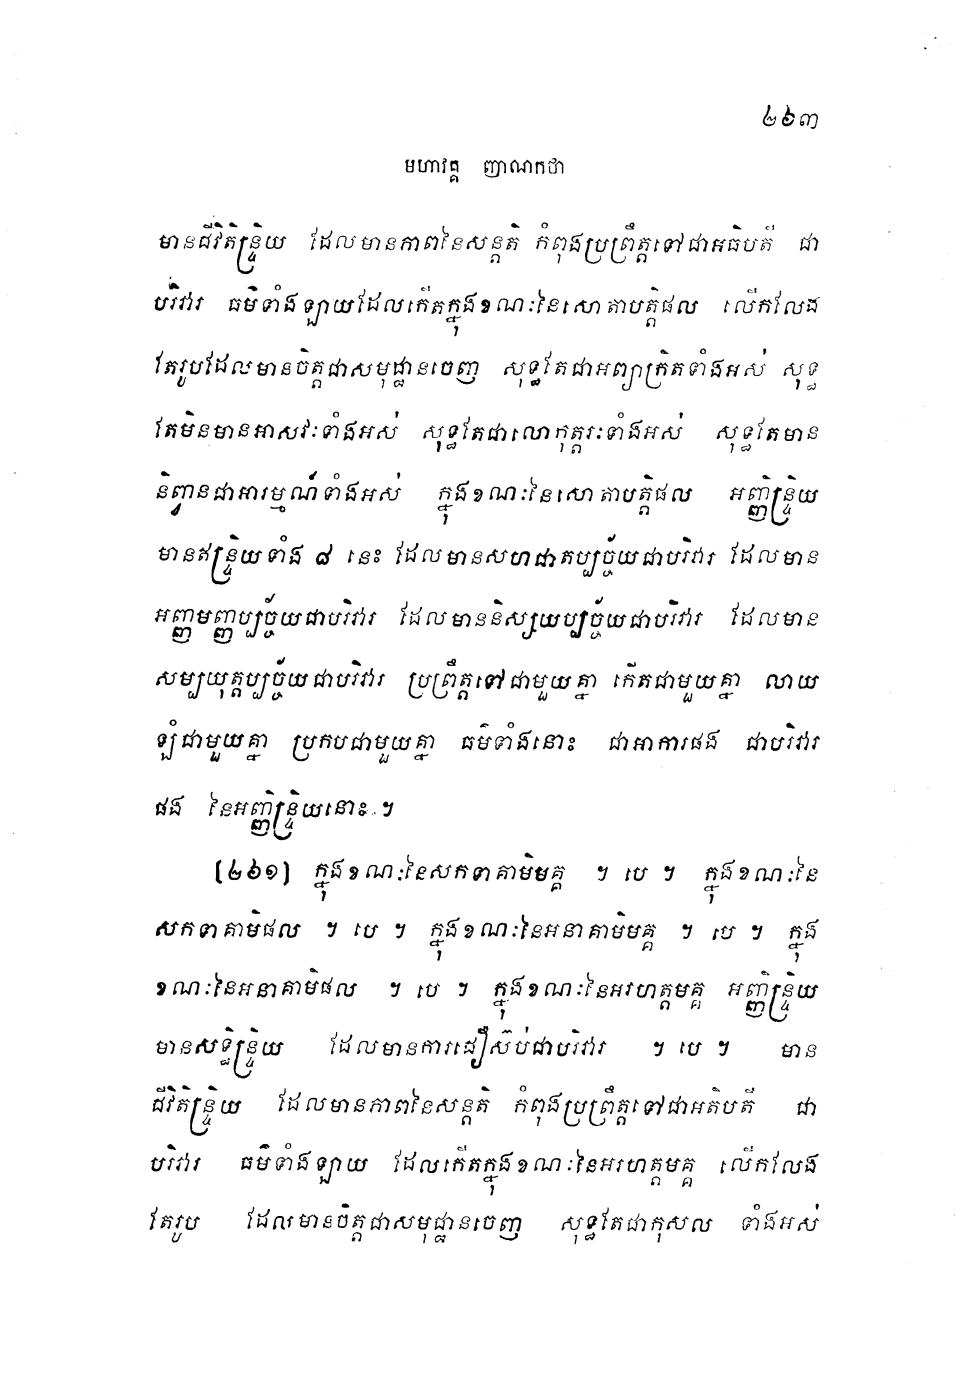 ២៦៣
មហាវគ្គ ញាណកថា
មានជីវិតិន្ទ្រិយ ដែលមានភាពនៃសន្តតិ កំពុងប្រព្រឹត្តទៅជាអធិបតី ជា
បរិវារ ធម៌ទាំងឡាយដែលកើតក្នុងខណៈនៃសោតាបត្តិផល លើកលែង
តែរូបដែលមានចិត្តជាសមុដ្ឋានចេញ សុទ្ធតែជាអព្យាក្រិតទាំងអស់ សុទ្ធ
តែមិនមានអាសវៈទាំងអស់ សុទ្ធតែជាលោកុត្តរៈទាំងអស់ សុទ្ធតែមាន
និព្វានជាអារម្មណ៍ទាំងអស់ ក្នុងខណៈនៃសោតាបត្តិផល អញ្ញិន្ទ្រិយ
មានឥន្ទ្រិយទាំង ៨ នេះ ដែលមានសហជាតប្បច្ច័យជាបរិវារ ដែលមាន
អញ្ញមញ្ញប្បច្ច័យជាបរិវារ ដែលមាននិស្សយប្បច្ច័យជាបរិវារ ដែលមាន
សម្បយុត្តប្បច្ច័យជាបរិវារ ប្រព្រឹត្តទៅជាមួយគ្នា កើតជាមួយគ្នា លាយ
ឡំជាមួយគ្នា ប្រកបជាមួយគ្នា ធម៌ទាំងនោះ ជាអាការផង ជាបរិវារ
ផង នៃអញ្ញិន្ទ្រិយនោះ ។
[២៦១] ក្នុងខណៈនៃសកទាគាមិមគ្គ ។ បេ ។ ក្នុងខណៈនៃ
សកទាគាមិផល ។ បេ ។ ក្នុងខណៈនៃអនាគាមិមគ្គ ។ បេ ។ ក្នុង
ខណៈនៃអនាគាមិផល ។ បេ ។ ក្នុងខណៈនៃអរហត្តមគ្គ អញ្ញិន្ទ្រិយ
មានសទ្ធិន្ទ្រិយ ដែលមានការជឿស៊ប់ជាបរិវារ ។ បេ ។ មាន
ជីវិតិន្ទ្រិយ ដែលមានភាពនៃសន្តតិ កំពុងប្រព្រឹត្តទៅជាអតិបតី ជា
បរិវារ ធម៌ទាំងឡាយ ដែលកើតក្នុងខណៈនៃអរហត្តមគ្គ លើកលែង
តែរូប ដែលមានចិត្តជាសមុដ្ឋានចេញ សុទ្ធតែជាកុសល ទាំងអស់